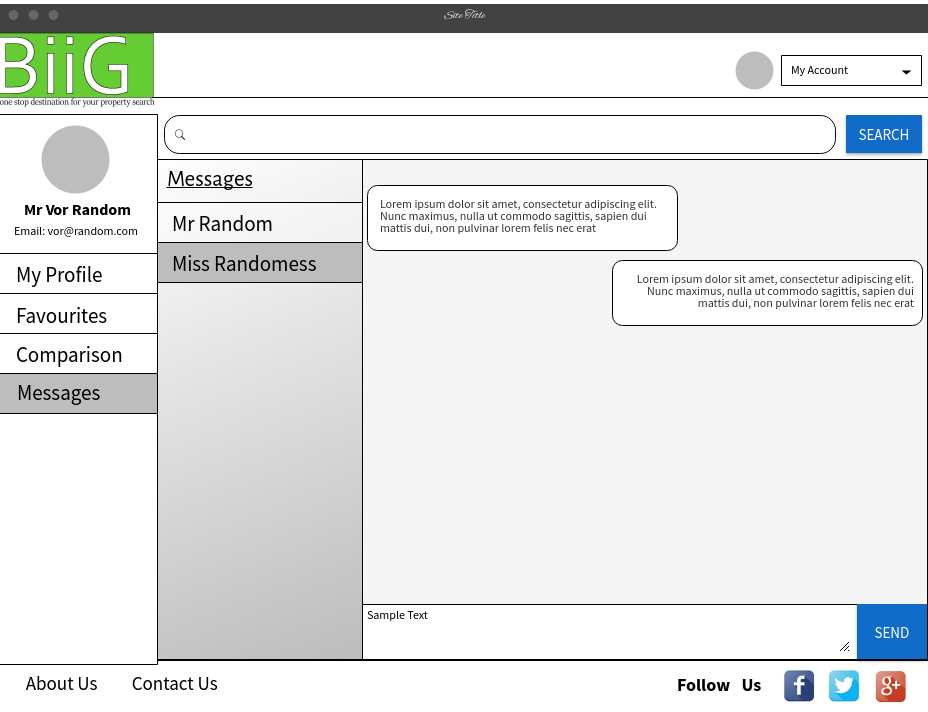 Site Title
BiiG
one stop destination for your property search
My Account
SEARCH
Mr Vor Random
Email: vor@random.com
My Profile
Favourites
Comparison
Messages
Messages
Mr Random
Miss Randomess
Lorem ipsum dolor sit amet, consectetur adipiscing elit.
Nunc maximus, nulla ut commodo sagittis, sapien dui
mattis dui, non pulvinar lorem felis nec erat
Lorem ipsum dolor sit amet, consectetur adipiscing elit.
Nunc maximus, nulla ut commodo sagittis, sapien dui
mattis dui, non pulvinar lorem felis nec erat
Sample Text
SEND
About Us
Contact Us
Follow Us
f
g+